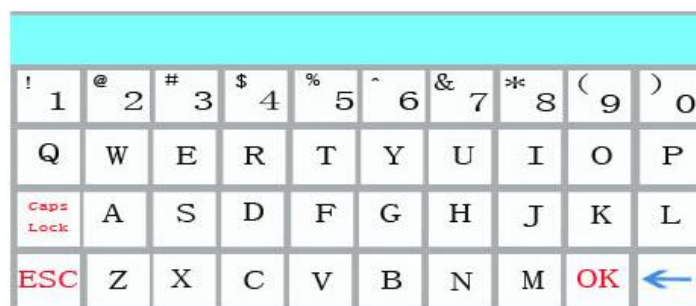 ! 1 @ 2 # 3 $ 4 % 5 ^ 6 & 7 * 8 ( 9 ) 0
Q W E R T Y U I O P
Caps Lock A S D F G H J K L
ESC Z X C V B N M OK ←